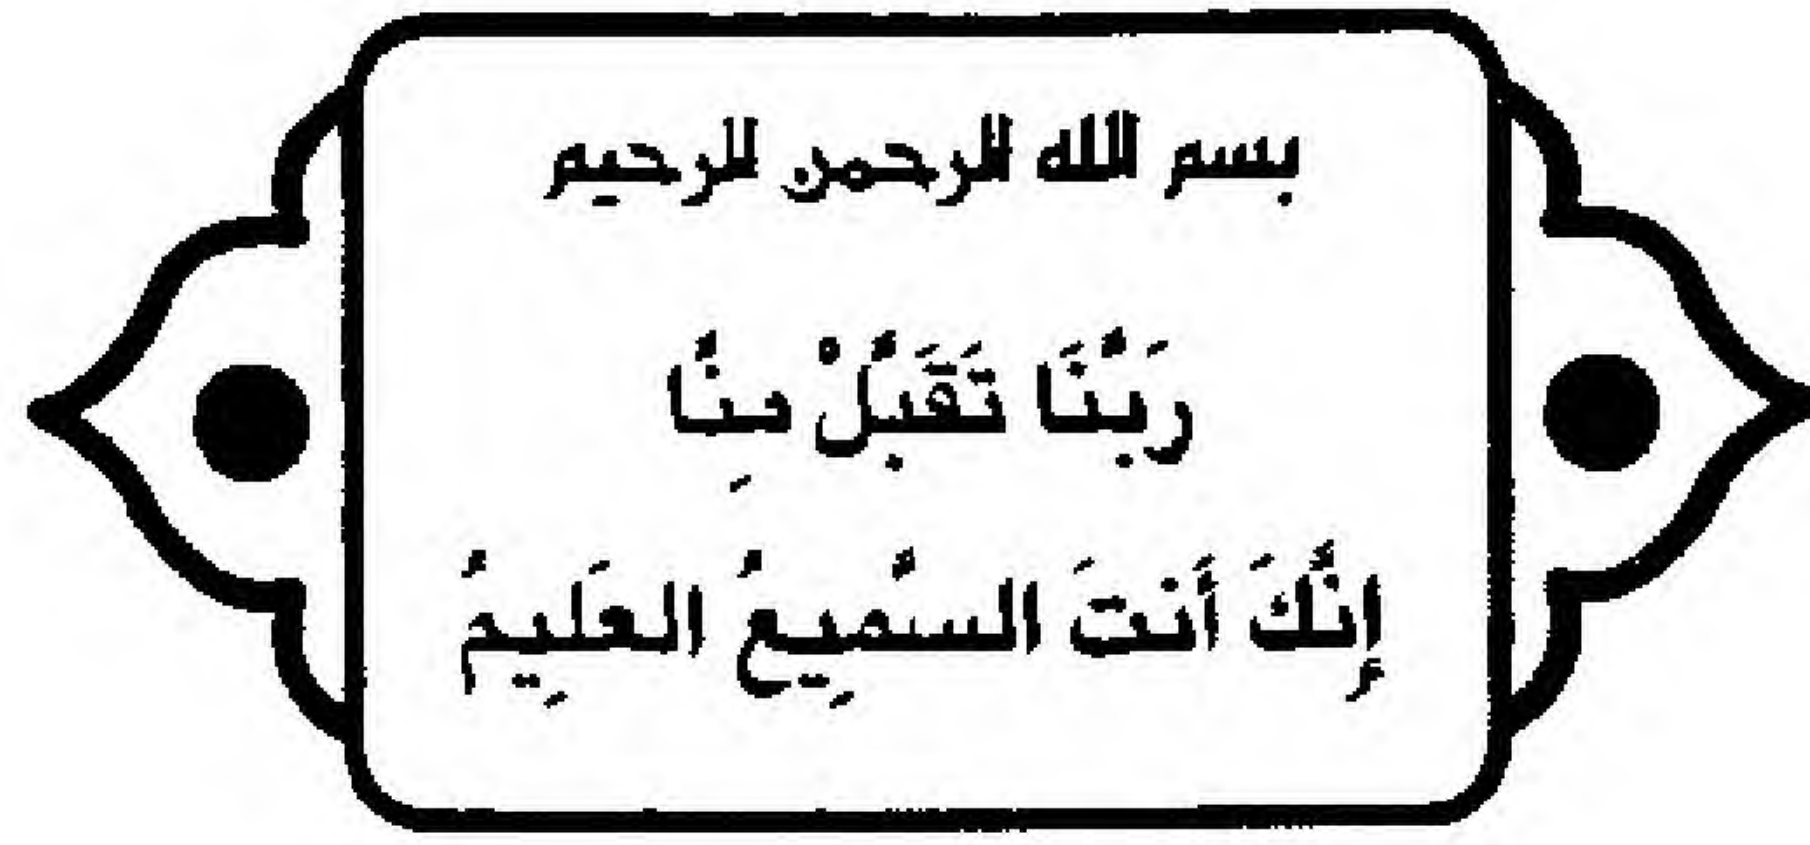 بسم الله الرحمن الرحيم
رَبَّنَا تَقَبَّلْ مِنَّا
إِنَّكَ أَنتَ السَّمِيعُ العَلِيمُ